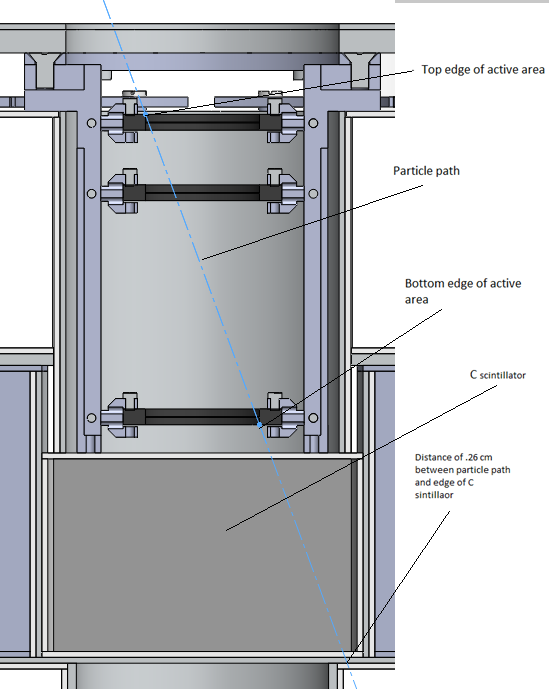 Top edge of active area
Particle path
Bottom edge of active
area
C scintillator
Distance of .26 cm
between particle path
and edge of C
sintillaor